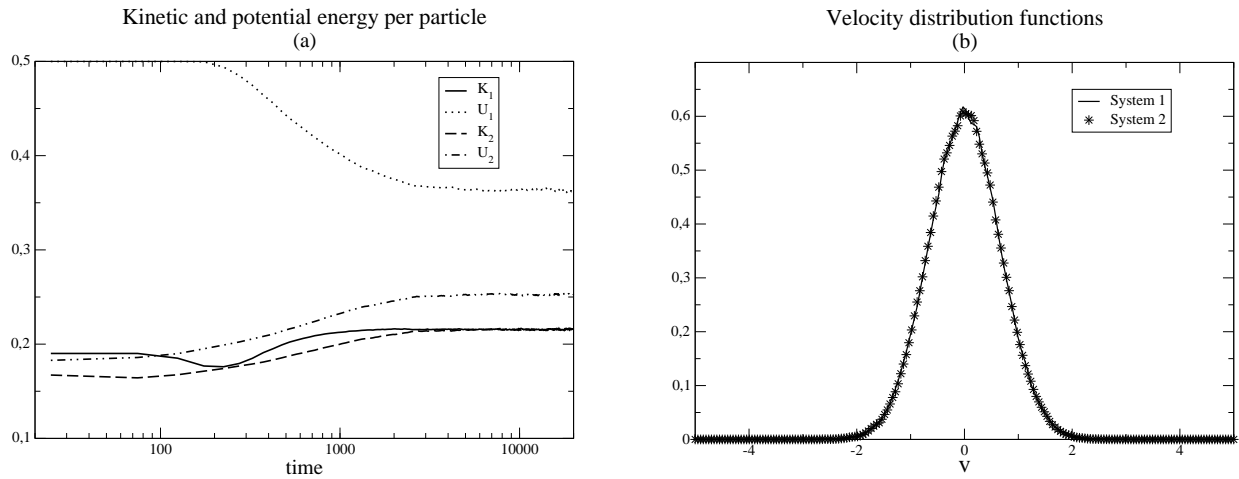 Kinetic and potential energy per particle
(a)
0,5
0,4
0,3
0,2
0,1
100
1000
10000
time
K1
U1
K2
U2
Velocity distribution functions
(b)
0,6
0,5
0,4
0,3
0,2
0,1
0
-4
-2
0
2
4
v
System 1
System 2